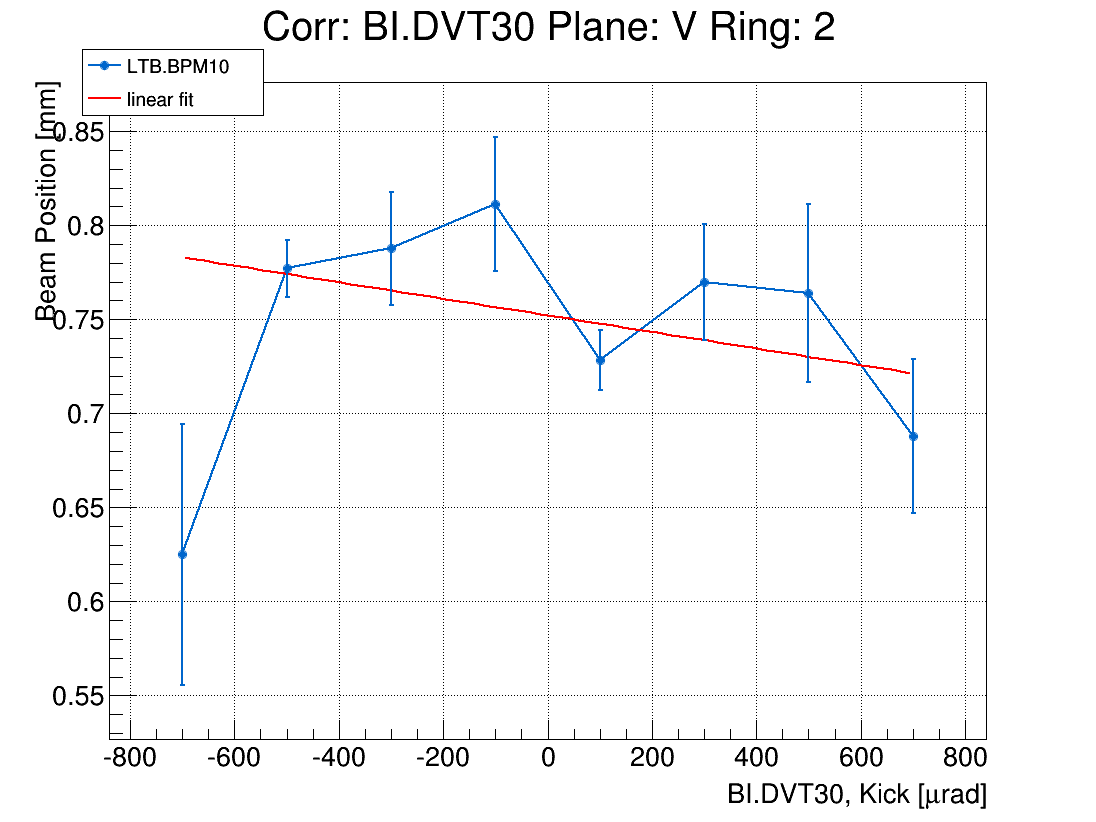 Corr: BI.DVT30 Plane: V Ring: 2
LTB.BPM10
linear fit
Beam Position [mm]
0.85
0.8
0.75
0.7
0.65
0.6
0.55
-800 -600 -400 -200 0 200 400 600 800
BI.DVT30, Kick [μrad]